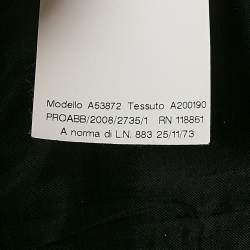 Modello A53872 Tessuto A200190
PROABB/2008/2735/1 RN 118861
A norma di L.N. 883 25/11/73